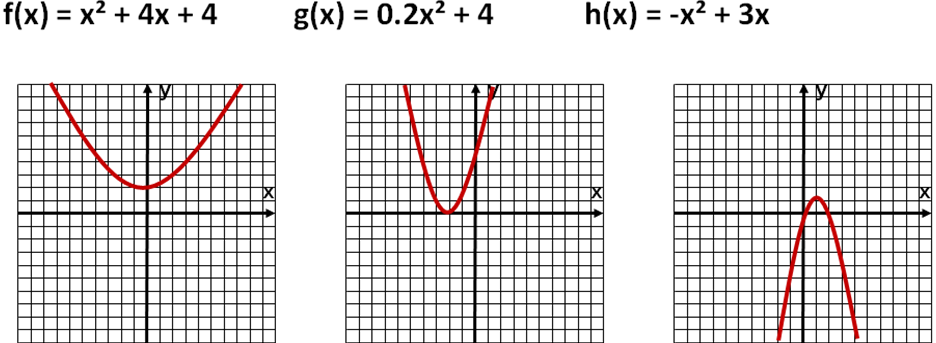 f(x) = x² + 4x + 4 g(x) = 0.2x² + 4 h(x) = -x² + 3x
y y y
x x x